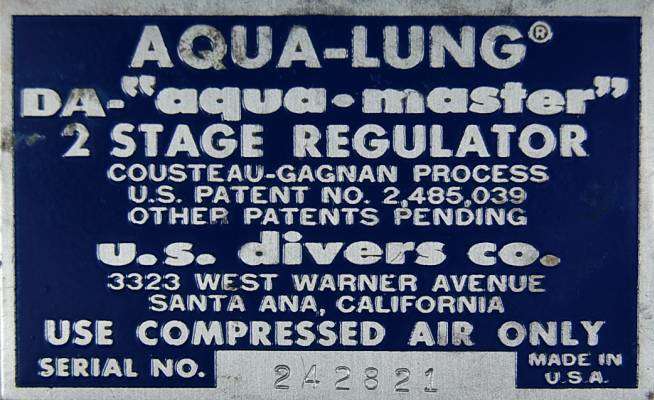 AQUA-LUNG®
DA-"aqua•master"
2 STAGE REGULATOR
COUSTEAU-GAGNAN PROCESS
U.S. PATENT NO. 2,485,039
OTHER PATENTS PENDING
u.s. divers co.
3323 WEST WARNER AVENUE
SANTA ANA, CALIFORNIA
USE COMPRESSED AIR ONLY
SERIAL NO. 242821 MADE IN
U.S.A.